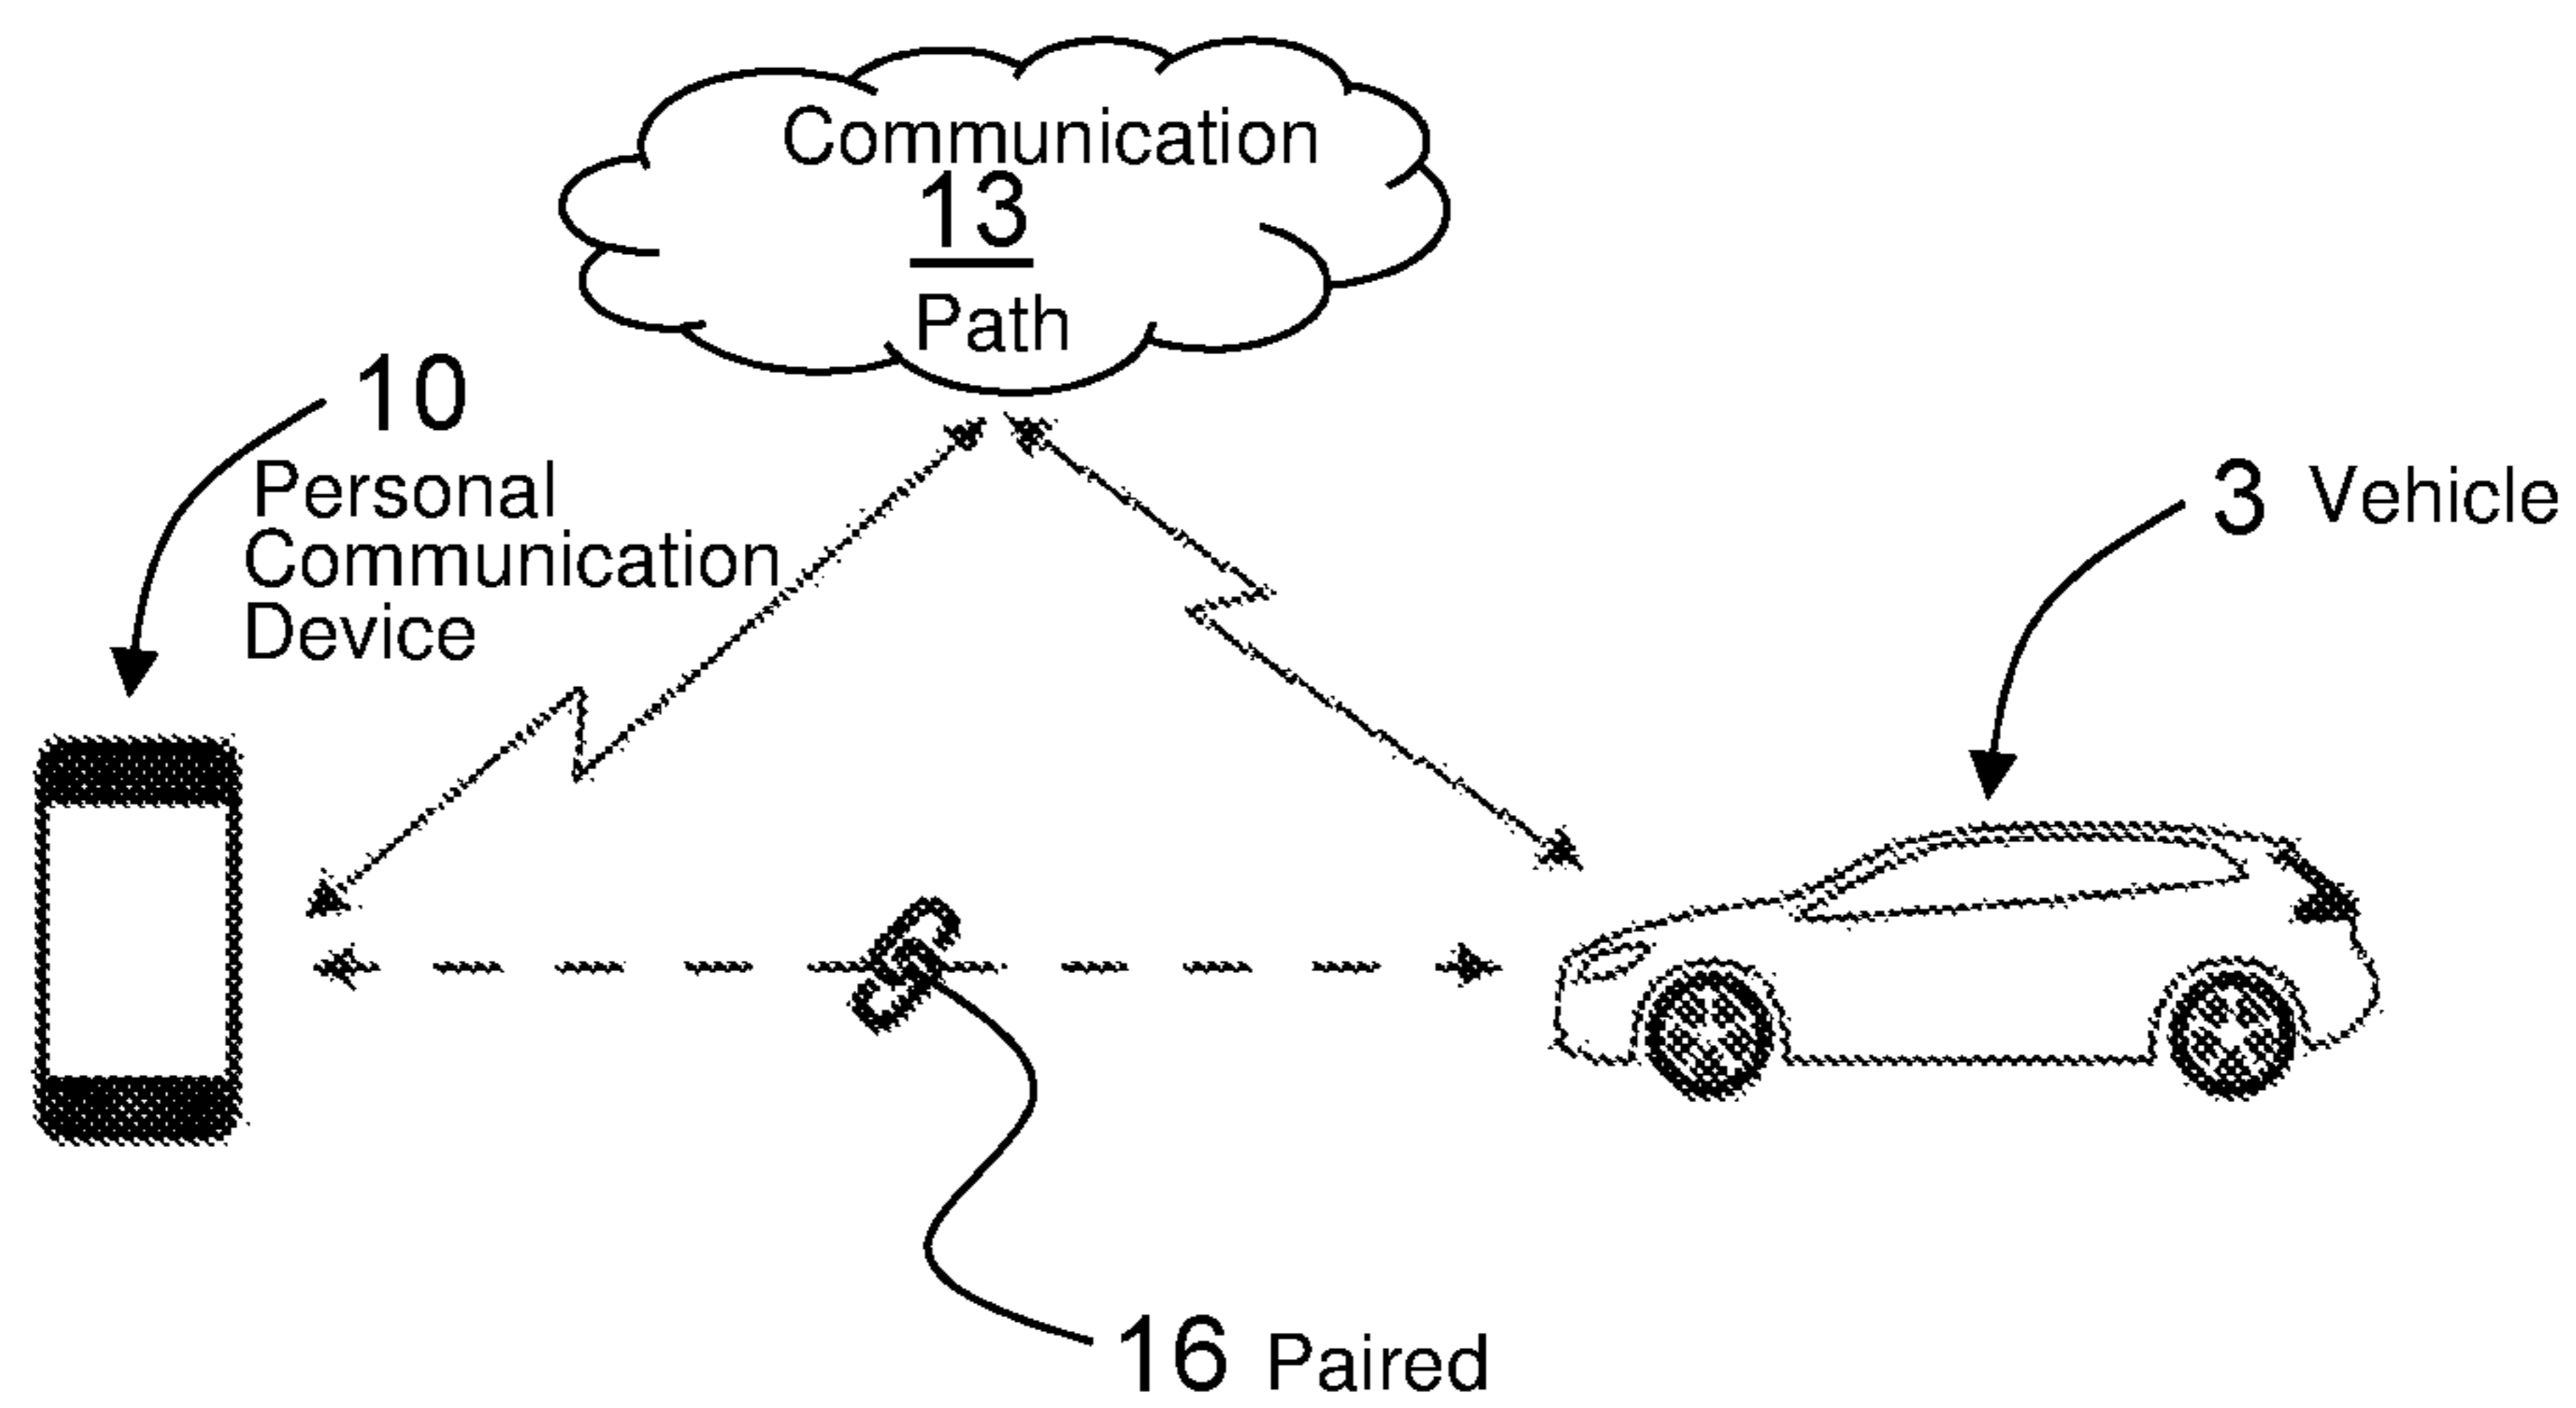 Communication
13
Path
10
Personal
Communication
Device
3 Vehicle
16 Paired